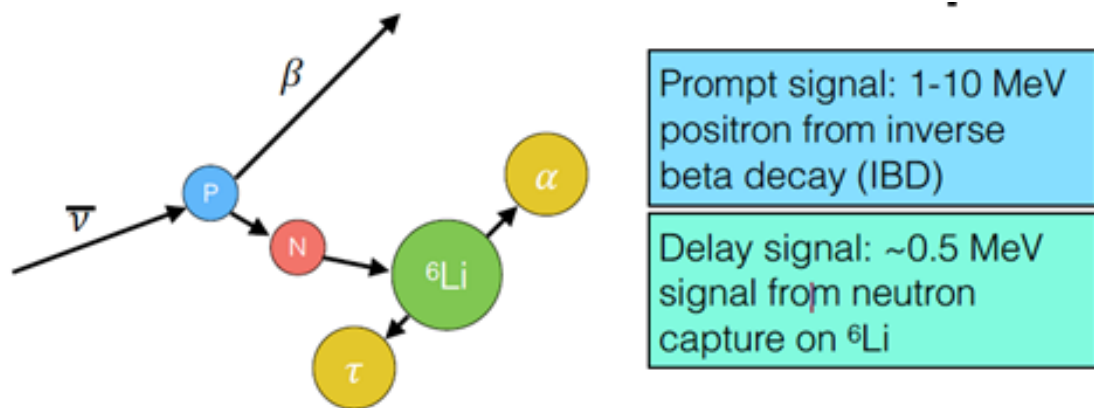 β
ν̅
P
N
⁶Li
α
τ
Prompt signal: 1-10 MeV
positron from inverse
beta decay (IBD)
Delay signal: ~0.5 MeV
signal from neutron
capture on ⁶Li